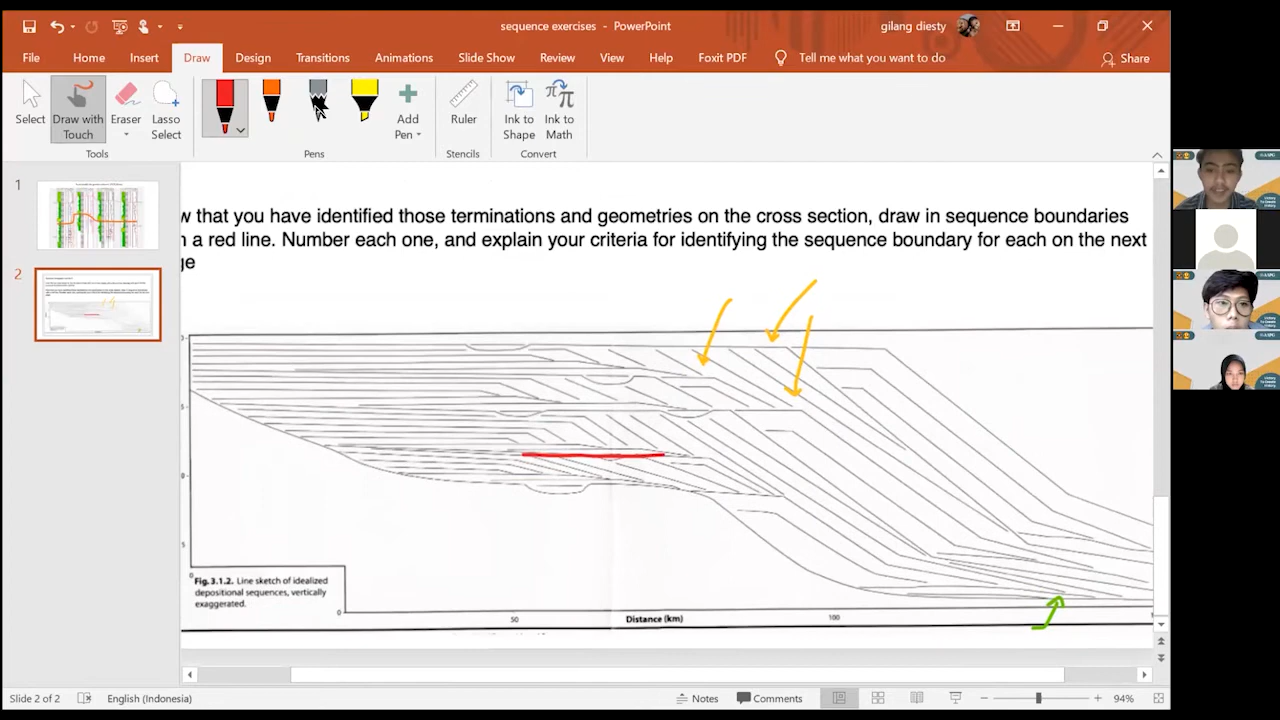 sequence exercises - PowerPoint
gilang diesty
File Home Insert Draw Transitions Animations Slide Show Review View Help Foxit PDF Tell me what you want to do Share
Design
Select
Draw with
Touch
Eraser
Lasso
Select
Add
Pen
Ruler
Ink to
Shape
Ink to
Math
Tools
Pens
Stencils
Convert
1
2
w that you have identified those terminations and geometries on the cross section, draw in sequence boundaries
n a red line. Number each one, and explain your criteria for identifying the sequence boundary for each on the next
ge
Fig. 3.1.2. Line sketch of idealized
depositional sequences, vertically
exaggerated.
0
0
50
Distance (km)
100
Slide 2 of 2
English (Indonesia)
Notes
Comments
94%